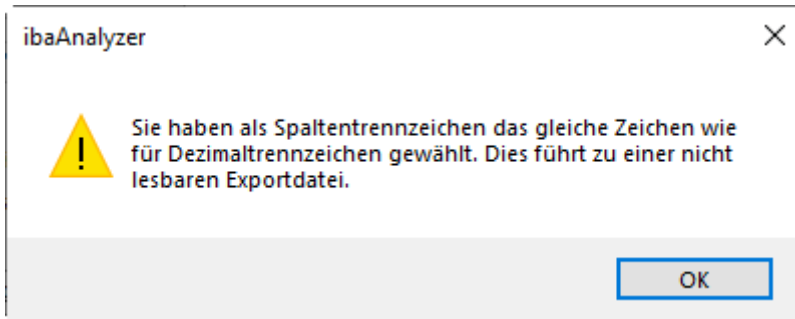 ibaAnalyzer
Sie haben als Spaltentrennzeichen das gleiche Zeichen wie
für Dezimaltrennzeichen gewählt. Dies führt zu einer nicht
lesbaren Exportdatei.
OK